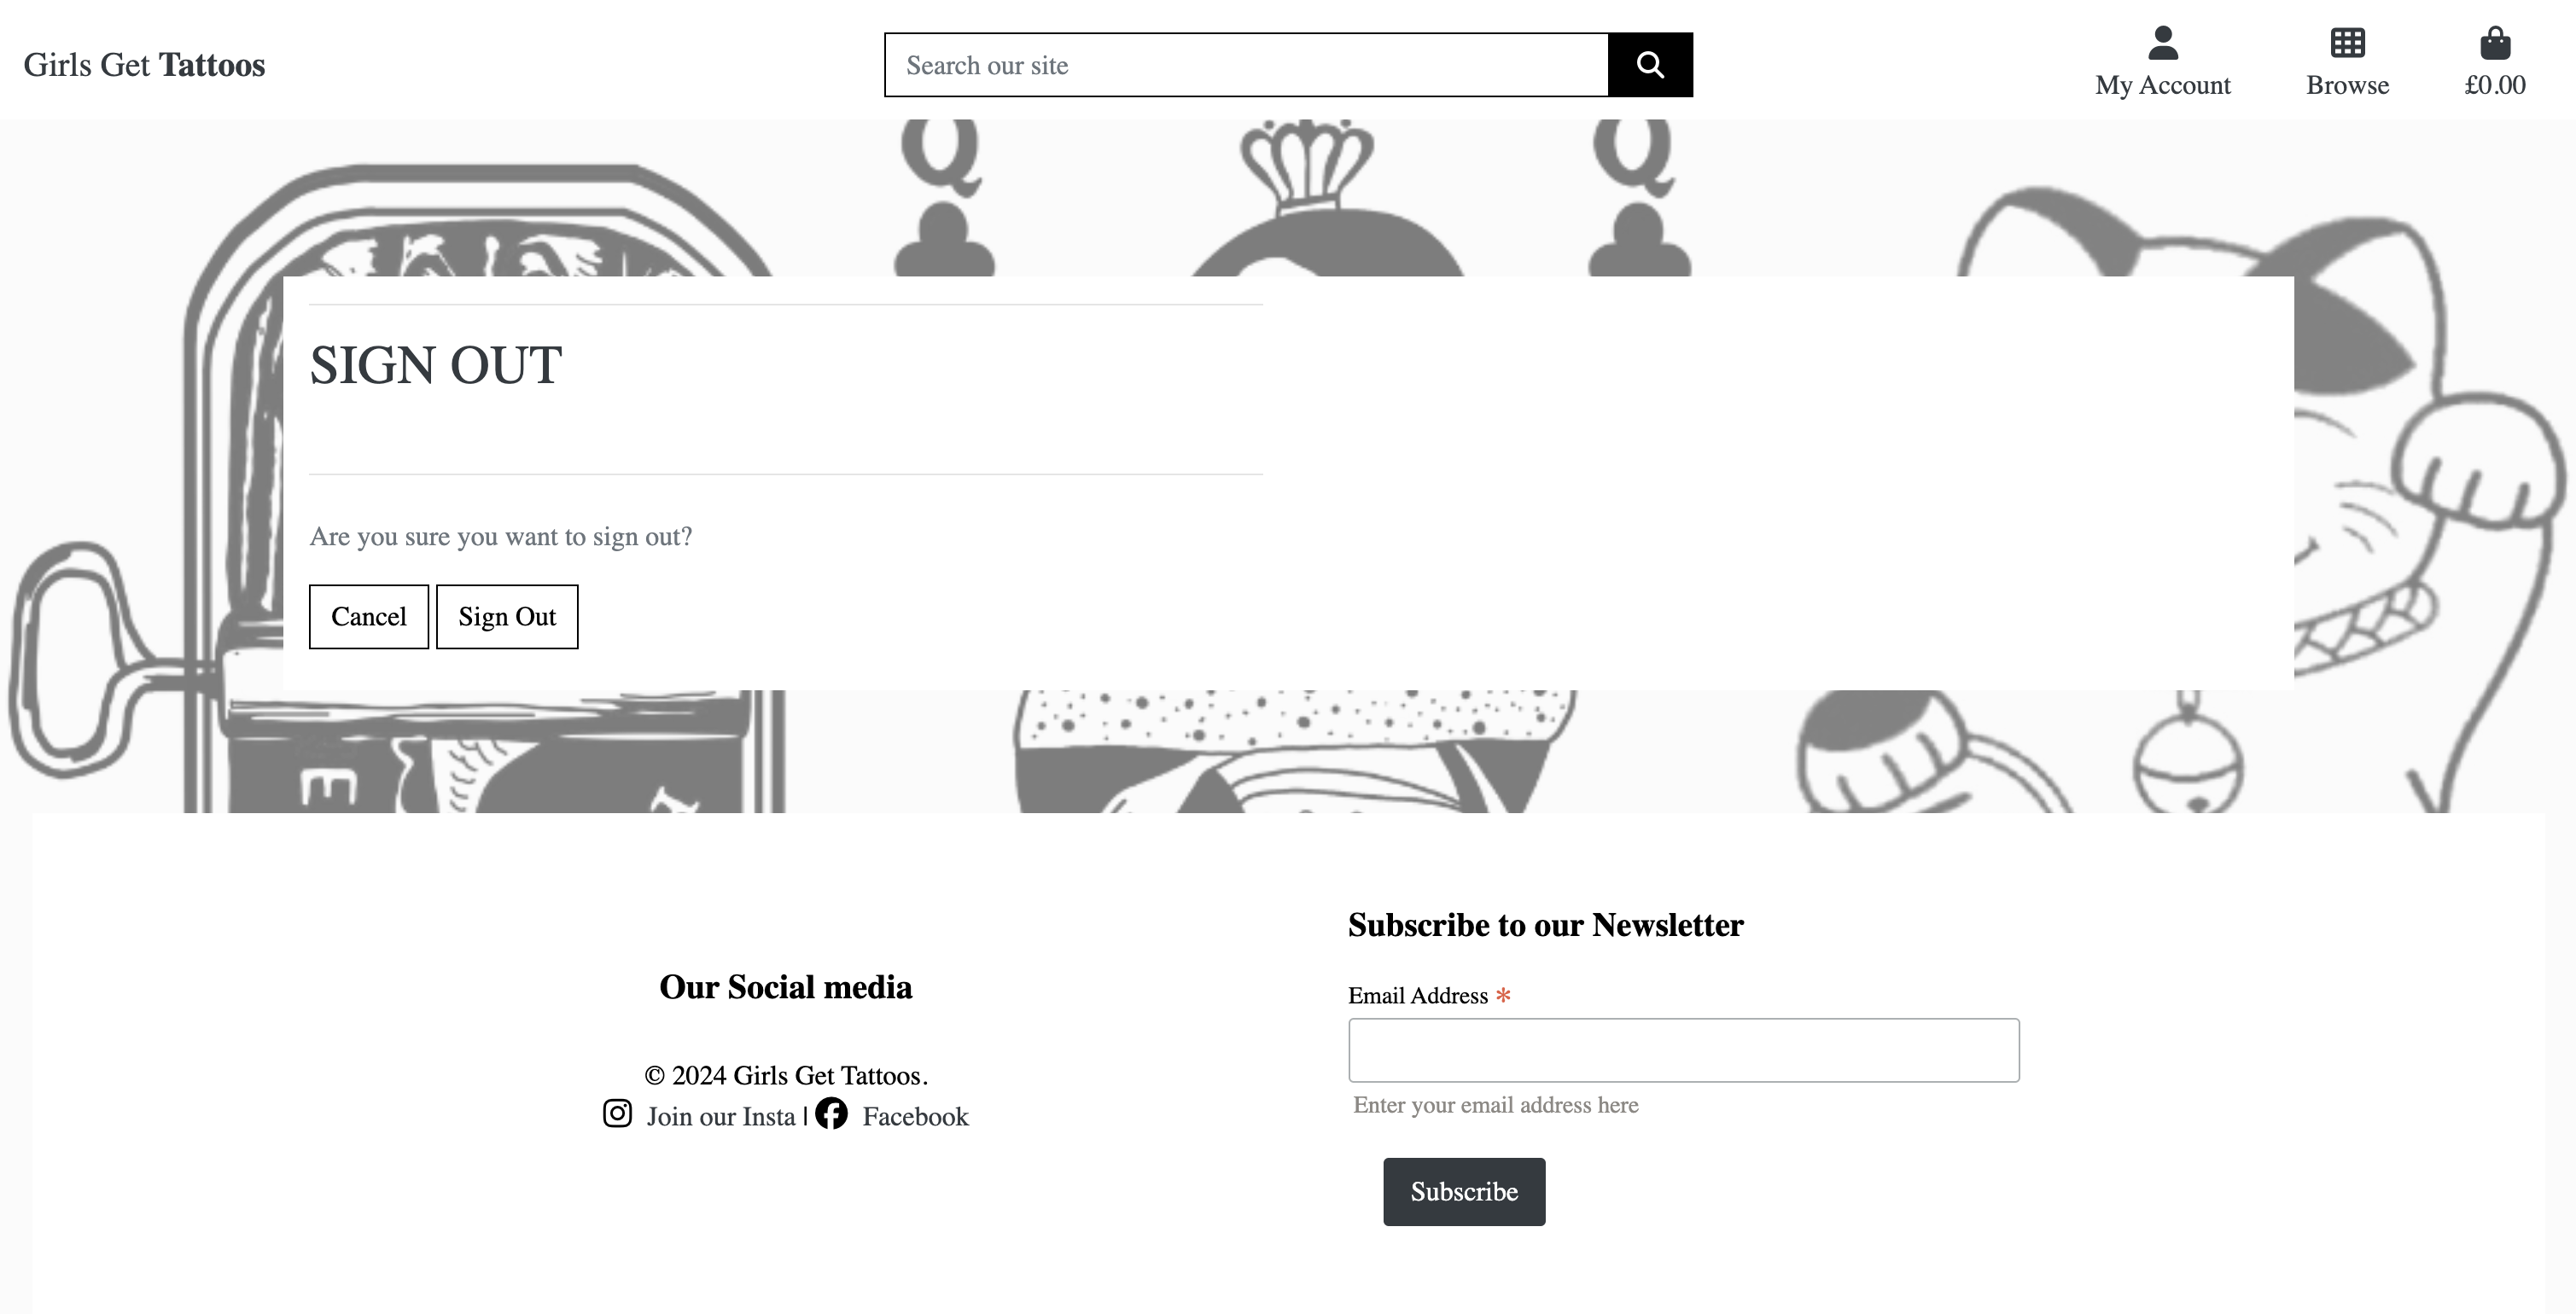 Girls Get Tattoos
Search our site
My Account
Browse
£0.00
Q
Q
SIGN OUT
Are you sure you want to sign out?
Cancel
Sign Out
E
Subscribe to our Newsletter
Our Social media
Email Address *
© 2024 Girls Get Tattoos.
Join our Insta | Facebook
Enter your email address here
Subscribe